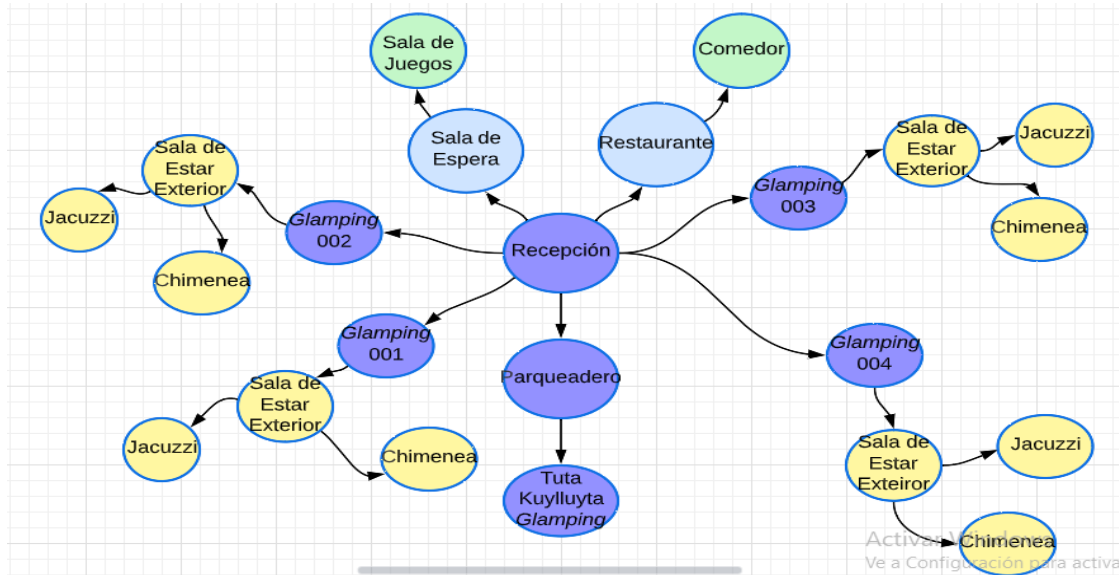 Sala de
Juegos
Comedor
Sala de
Espera
Restaurante
Sala de
Estar
Exterior
Jacuzzi
Sala de
Estar
Exterior
Jacuzzi
Glamping
003
Glamping
002
Chimenea
Recepción
Chimenea
Glamping
001
Glamping
004
Parqueadero
Sala de
Estar
Exterior
Jacuzzi
Chimenea
Sala de
Estar
Exteiror
Jacuzzi
Tuta
Kuylluyta
Glamping
Chimenea
Activar Windows
Ve a Configuración para activa